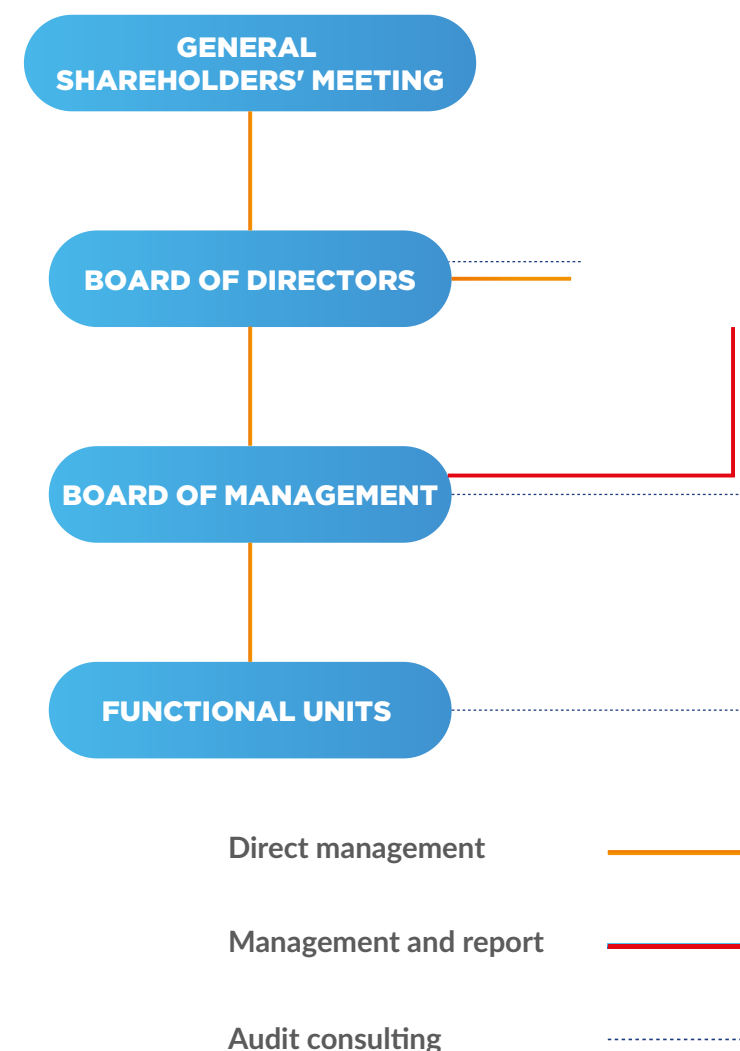 GENERAL
SHAREHOLDERS' MEETING
BOARD OF DIRECTORS
BOARD OF MANAGEMENT
FUNCTIONAL UNITS
Direct management
Management and report
Audit consulting